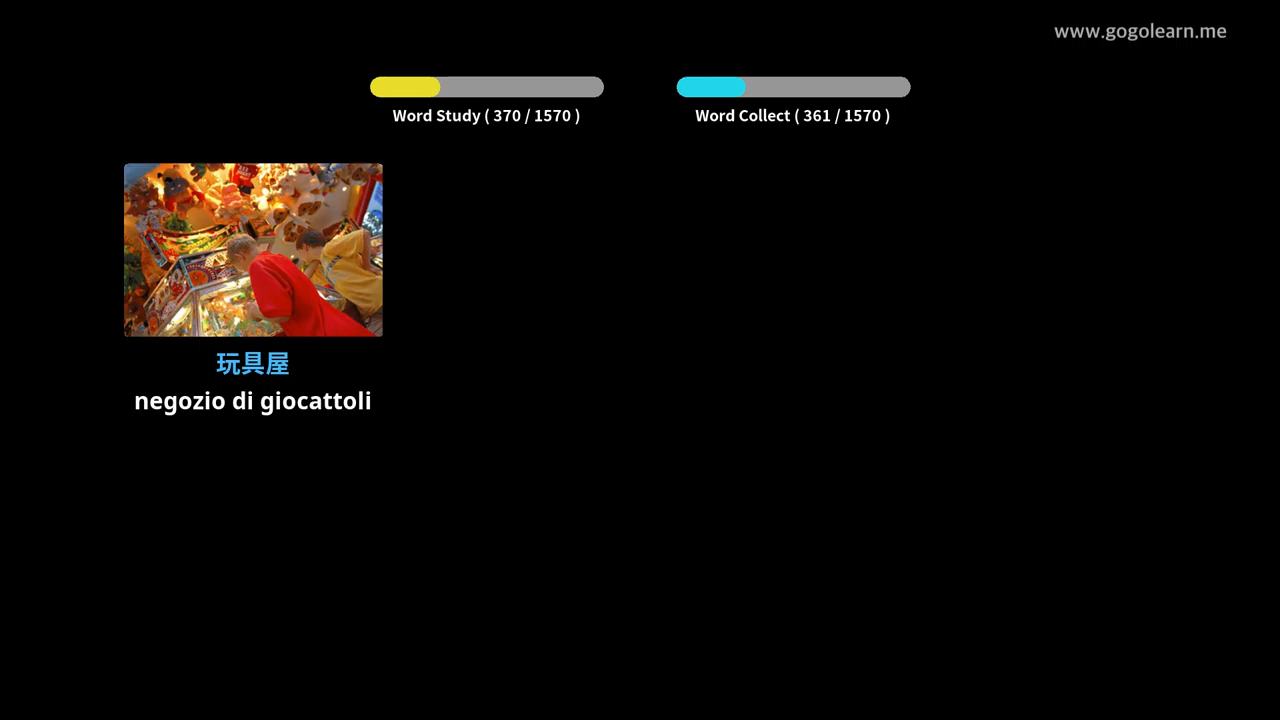 www.gogolearn.me
Word Study ( 370 / 1570 )
Word Collect ( 361 / 1570 )
玩具屋
negozio di giocattoli